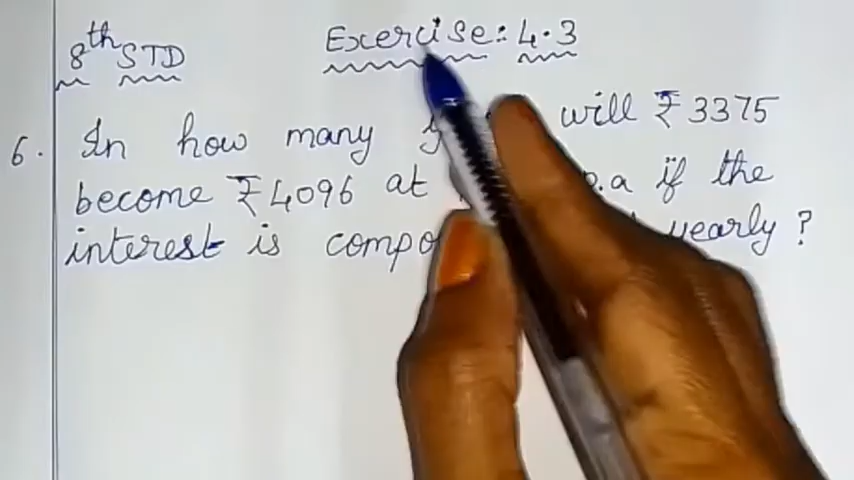 8th STD Exercise: 4.3
6. In how many will ₹3375
become ₹4096 at p.a if the
interest is yearly?